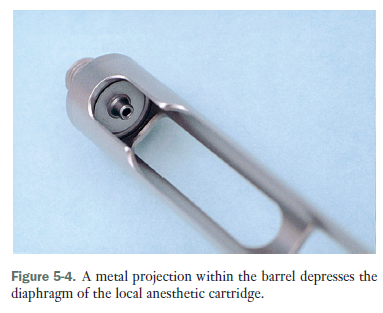 Figure 5-4. A metal projection within the barrel depresses the
diaphragm of the local anesthetic cartridge.